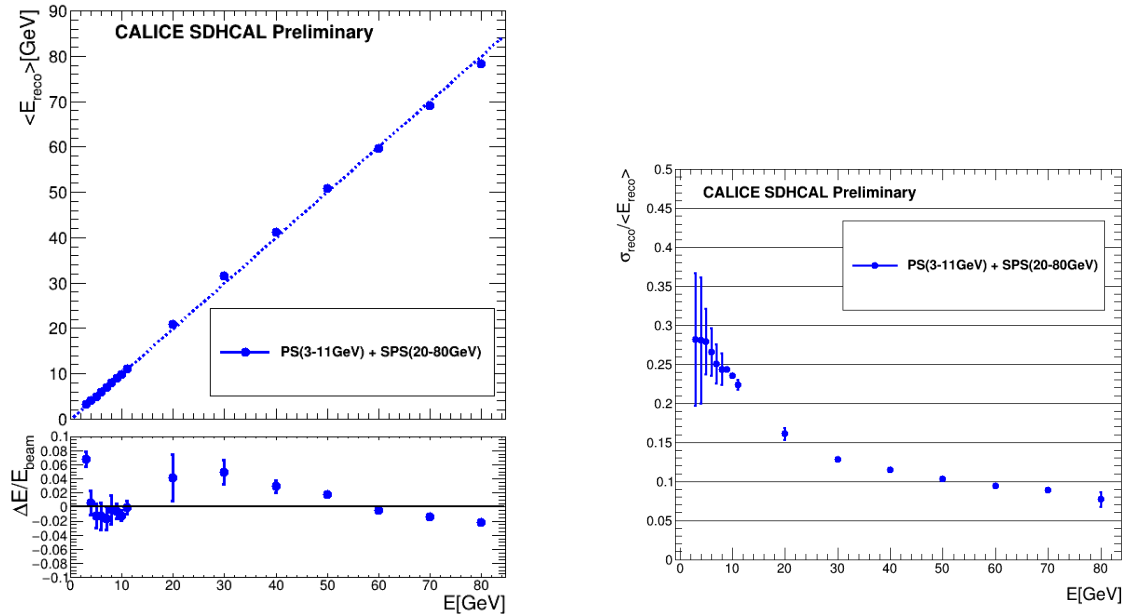 CALICE SDHCAL Preliminary
<E_reco>[GeV]
90
80
70
60
50
40
30
20
10
0
PS(3-11GeV) + SPS(20-80GeV)
ΔE/E_beam
0.1
0.08
0.06
0.04
0.02
0
−0.02
−0.04
−0.06
−0.08
−0.1
0 10 20 30 40 50 60 70 80
E[GeV]
CALICE SDHCAL Preliminary
σ_reco/<E_reco>
0.5
0.45
0.4
0.35
0.3
0.25
0.2
0.15
0.1
0.05
0
PS(3-11GeV) + SPS(20-80GeV)
0 10 20 30 40 50 60 70 80
E[GeV]